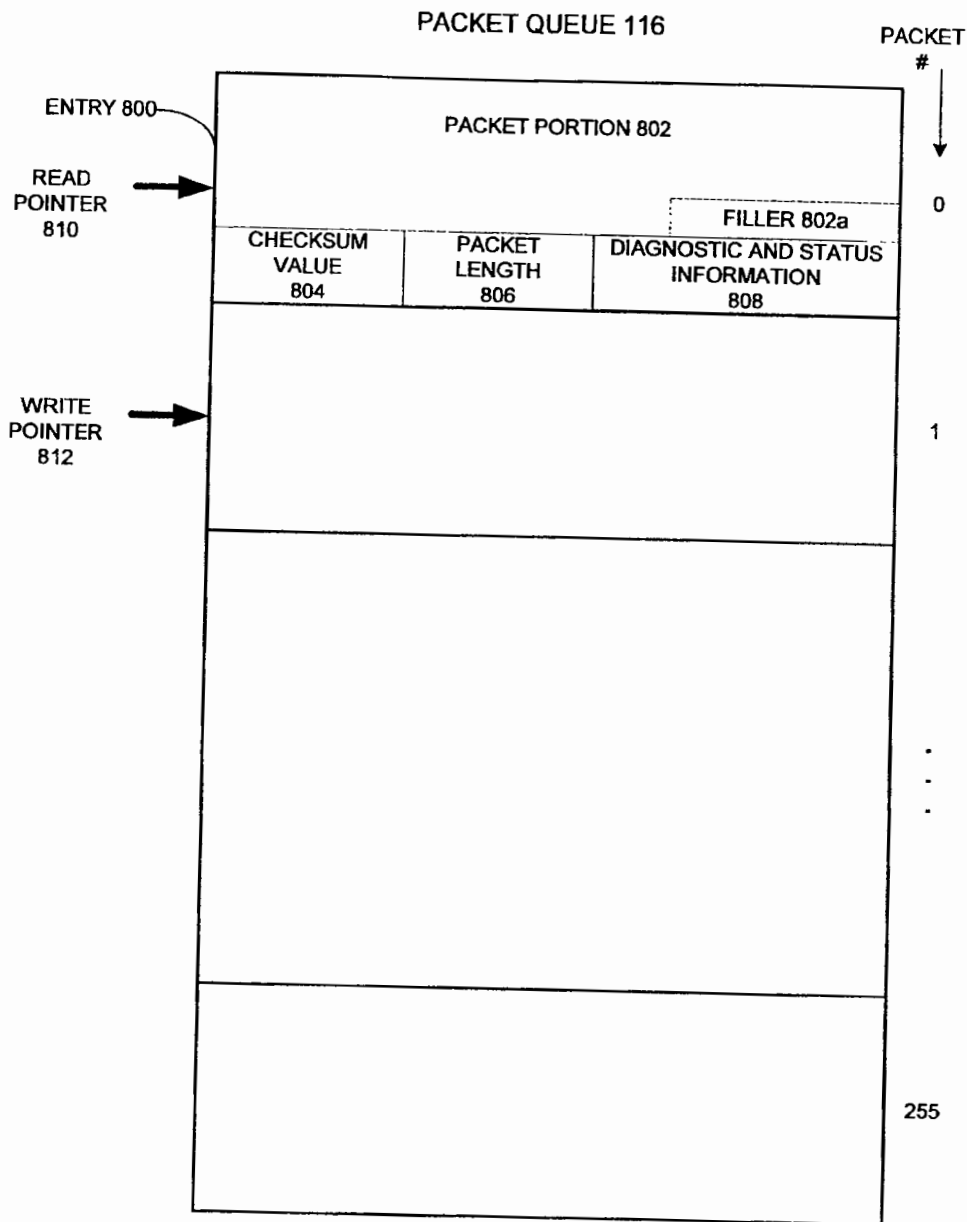 PACKET QUEUE 116
PACKET
#
ENTRY 800
PACKET PORTION 802
READ
POINTER
810
0
FILLER 802a
CHECKSUM
VALUE
804
PACKET
LENGTH
806
DIAGNOSTIC AND STATUS
INFORMATION
808
WRITE
POINTER
812
1
.
.
.
255